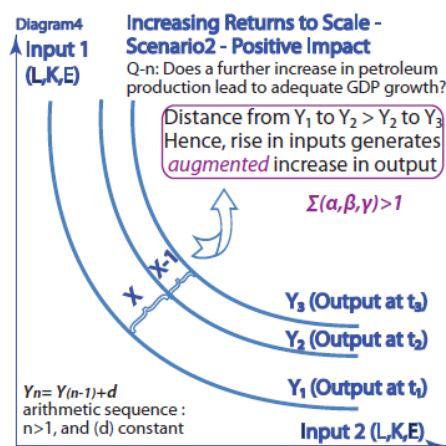 Diagram4
Increasing Returns to Scale -
Scenario2 - Positive Impact
Input 1
(L,K,E)
Q-n: Does a further increase in petroleum
production lead to adequate GDP growth?
Distance from Y₁ to Y₂ > Y₂ to Y₃
Hence, rise in inputs generates
augmented increase in output
Σ(α,β,γ)>1
X
X-1
Y₃ (Output at t₃)
Y₂ (Output at t₂)
Y₁ (Output at t₁)
Yn= Y(n-1)+d
arithmetic sequence :
n>1, and (d) constant
Input 2 (L,K,E)